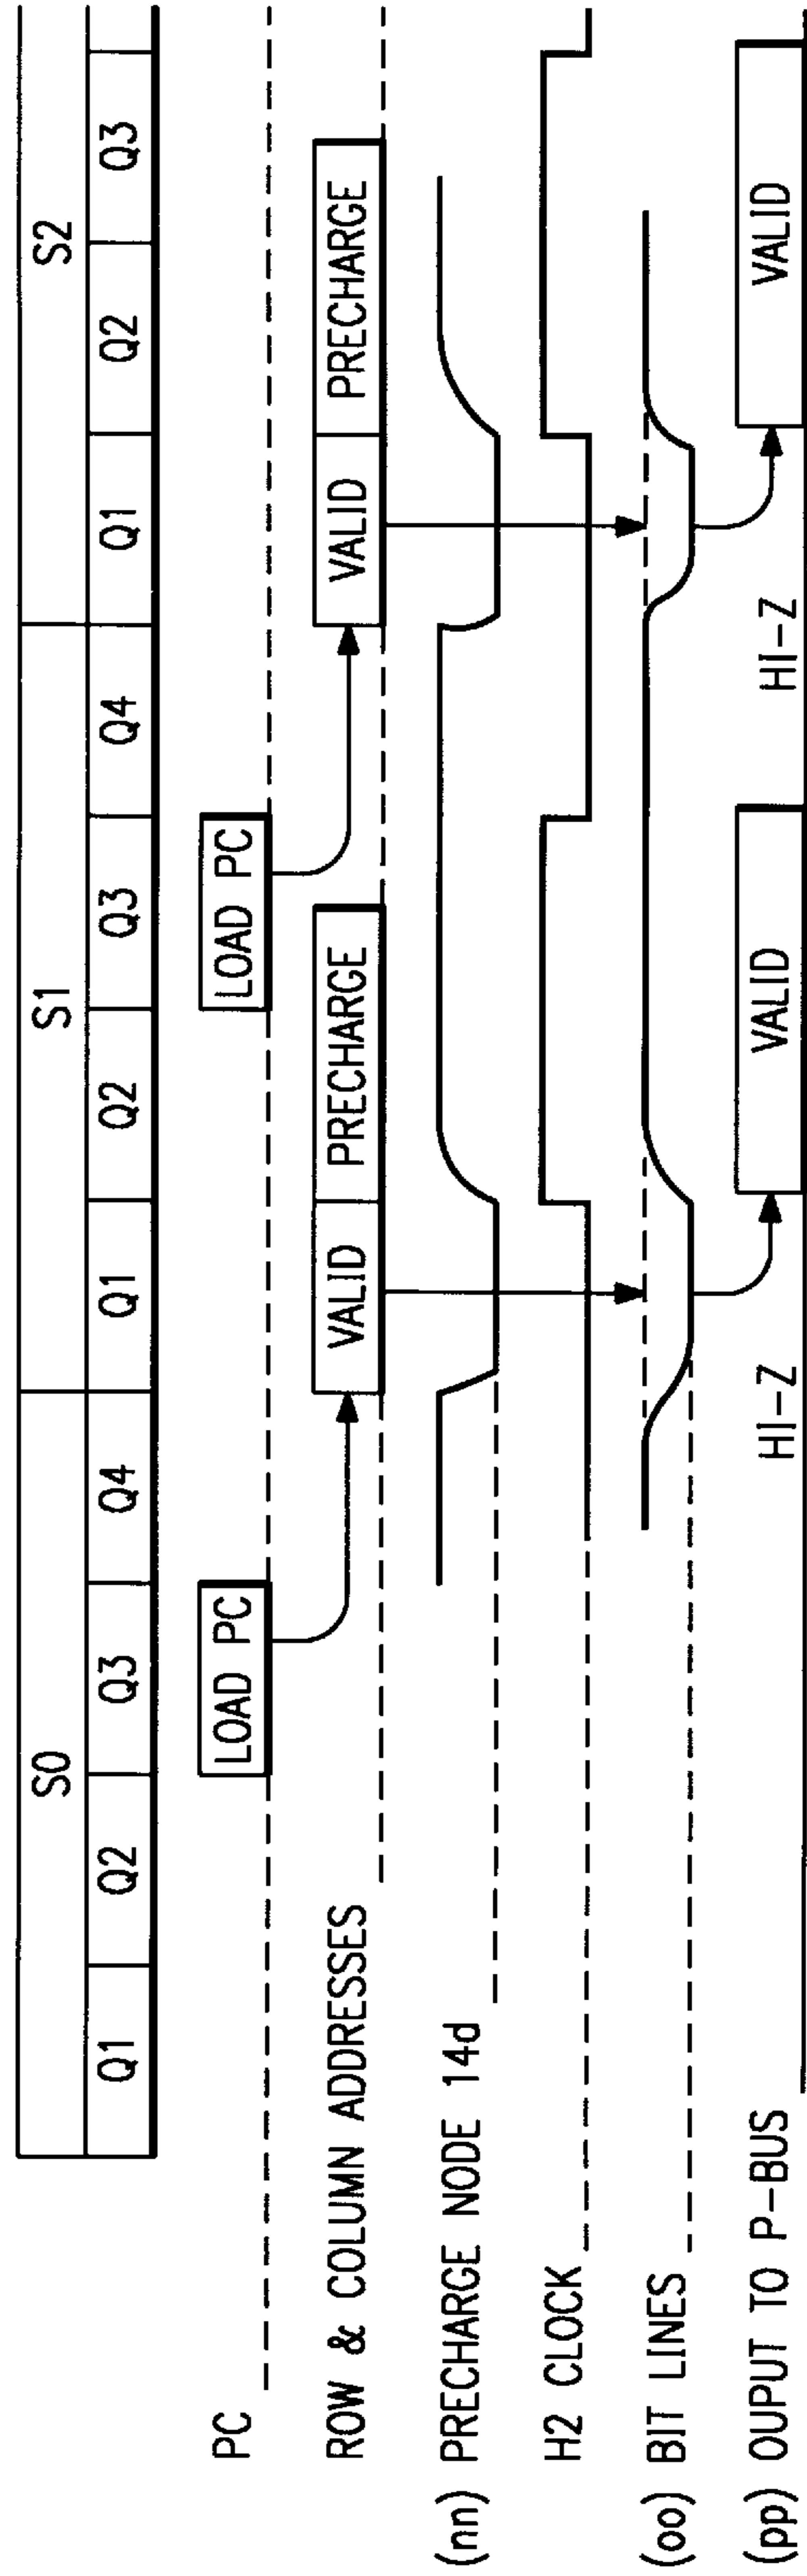 S0 S1 S2
Q1 Q2 Q3 Q4 Q1 Q2 Q3 Q4 Q1 Q2 Q3
PC LOAD PC LOAD PC
ROW & COLUMN ADDRESSES VALID PRECHARGE VALID PRECHARGE
(nn) PRECHARGE NODE 14d
H2 CLOCK
(oo) BIT LINES
(pp) OUPUT TO P-BUS HI-Z VALID HI-Z VALID